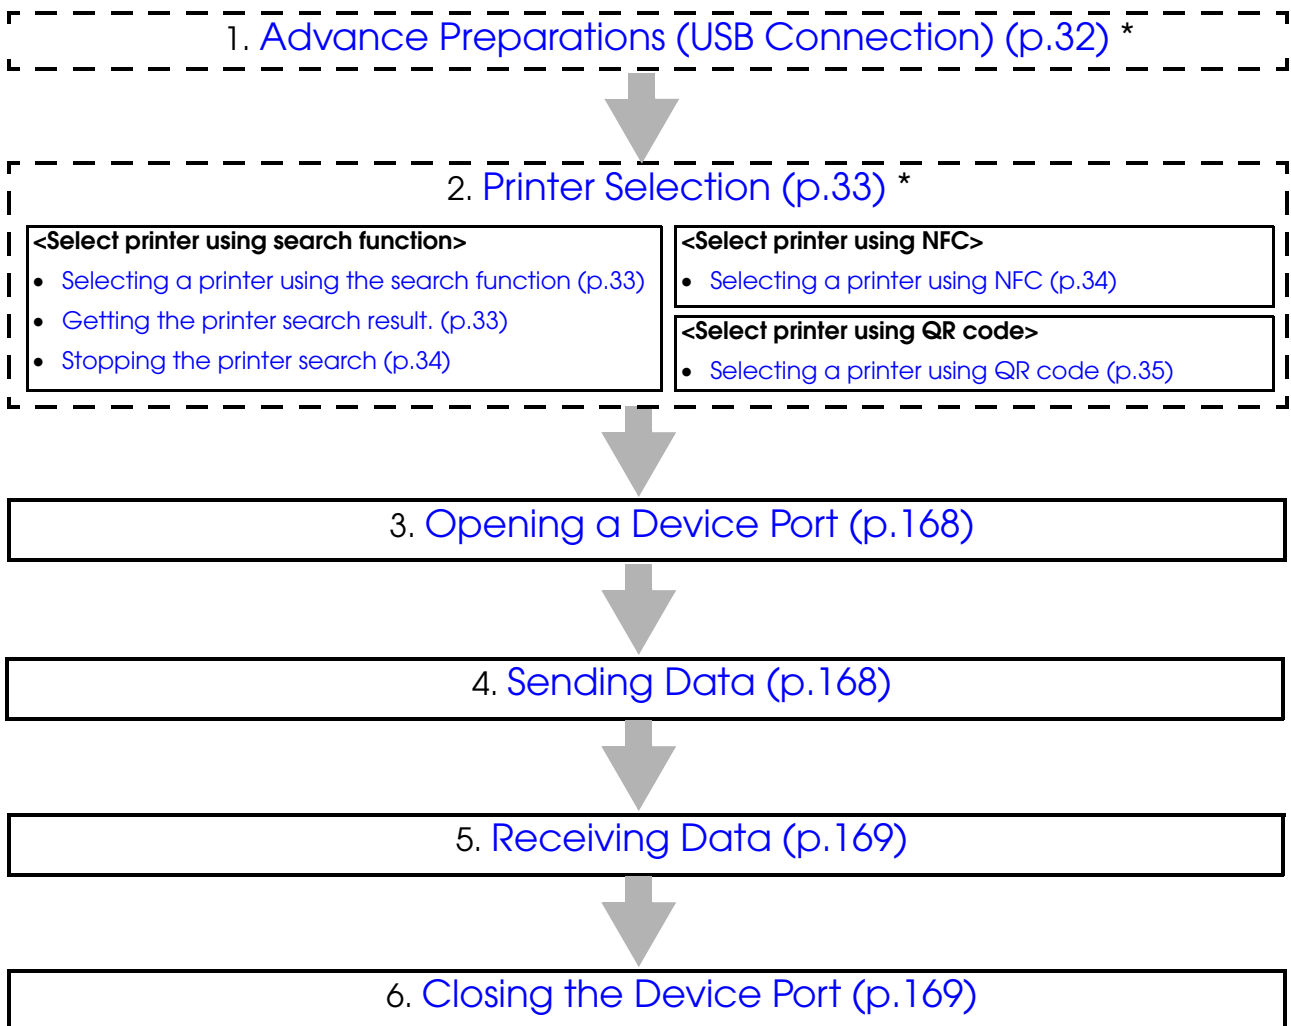 1. Advance Preparations (USB Connection) (p.32) *
2. Printer Selection (p.33) *
<Select printer using search function>
• Selecting a printer using the search function (p.33)
• Getting the printer search result. (p.33)
• Stopping the printer search (p.34)
<Select printer using NFC>
• Selecting a printer using NFC (p.34)
<Select printer using QR code>
• Selecting a printer using QR code (p.35)
3. Opening a Device Port (p.168)
4. Sending Data (p.168)
5. Receiving Data (p.169)
6. Closing the Device Port (p.169)